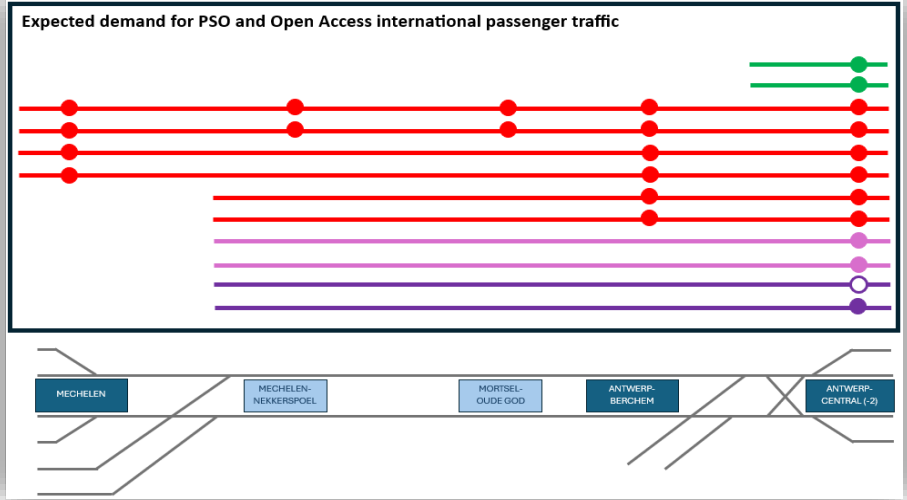 Expected demand for PSO and Open Access international passenger traffic
MECHELEN
MECHELEN-
NEKKERSPOEL
MORTSEL-
OUDE GOD
ANTWERP-
BERCHEM
ANTWERP-
CENTRAL (-2)